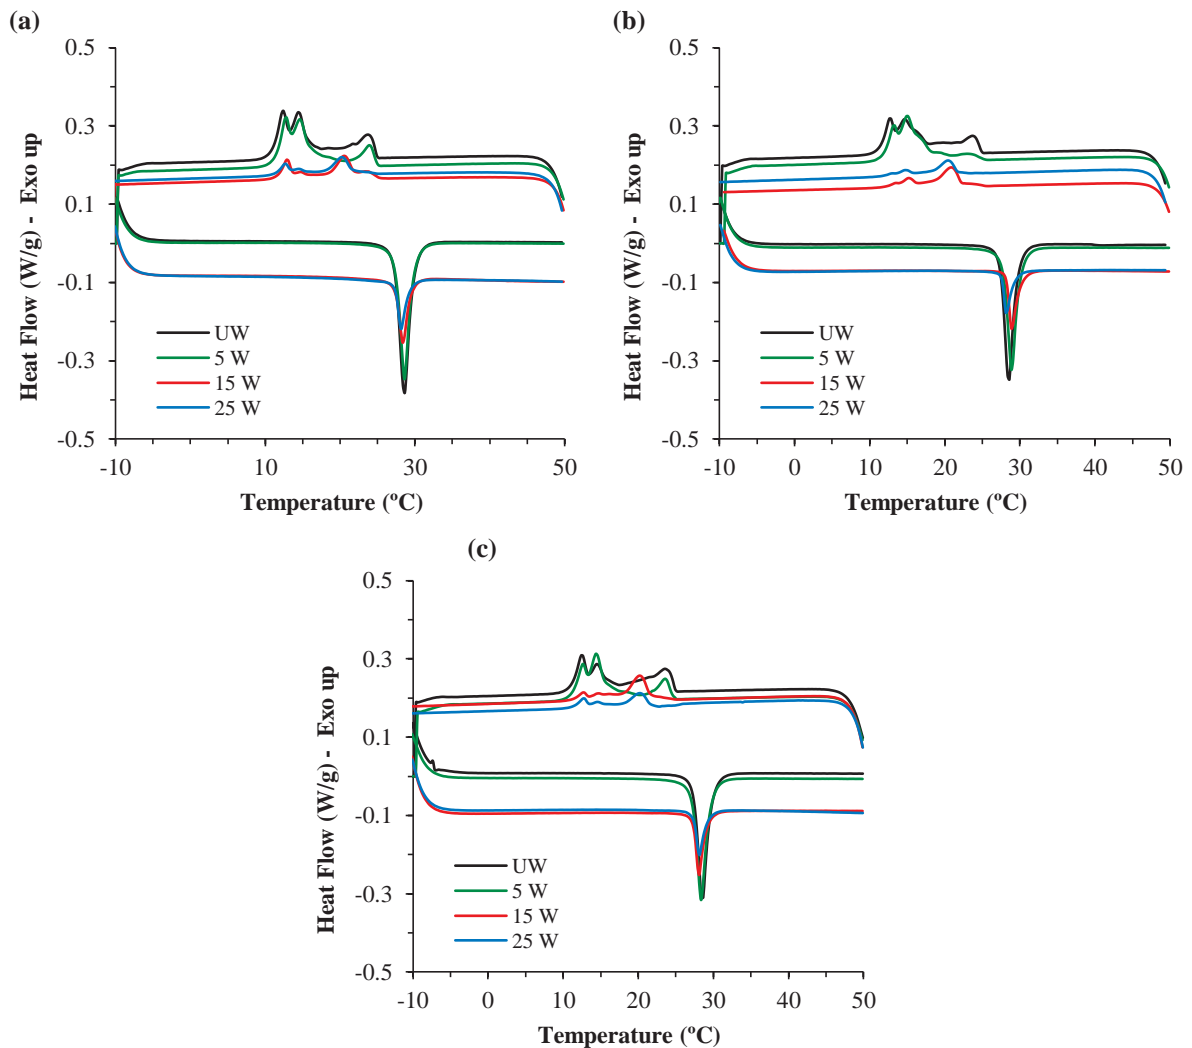 (a)
Heat Flow (W/g) - Exo up
0.5
0.3
0.1
-0.1
-0.3
-0.5
UW
5 W
15 W
25 W
-10 10 30 50
Temperature (ºC)
(b)
Heat Flow (W/g) - Exo up
0.5
0.3
0.1
-0.1
-0.3
-0.5
UW
5 W
15 W
25 W
-10 0 10 20 30 40 50
Temperature (ºC)
(c)
Heat Flow (W/g) - Exo up
0.5
0.3
0.1
-0.1
-0.3
-0.5
UW
5 W
15 W
25 W
-10 0 10 20 30 40 50
Temperature (ºC)